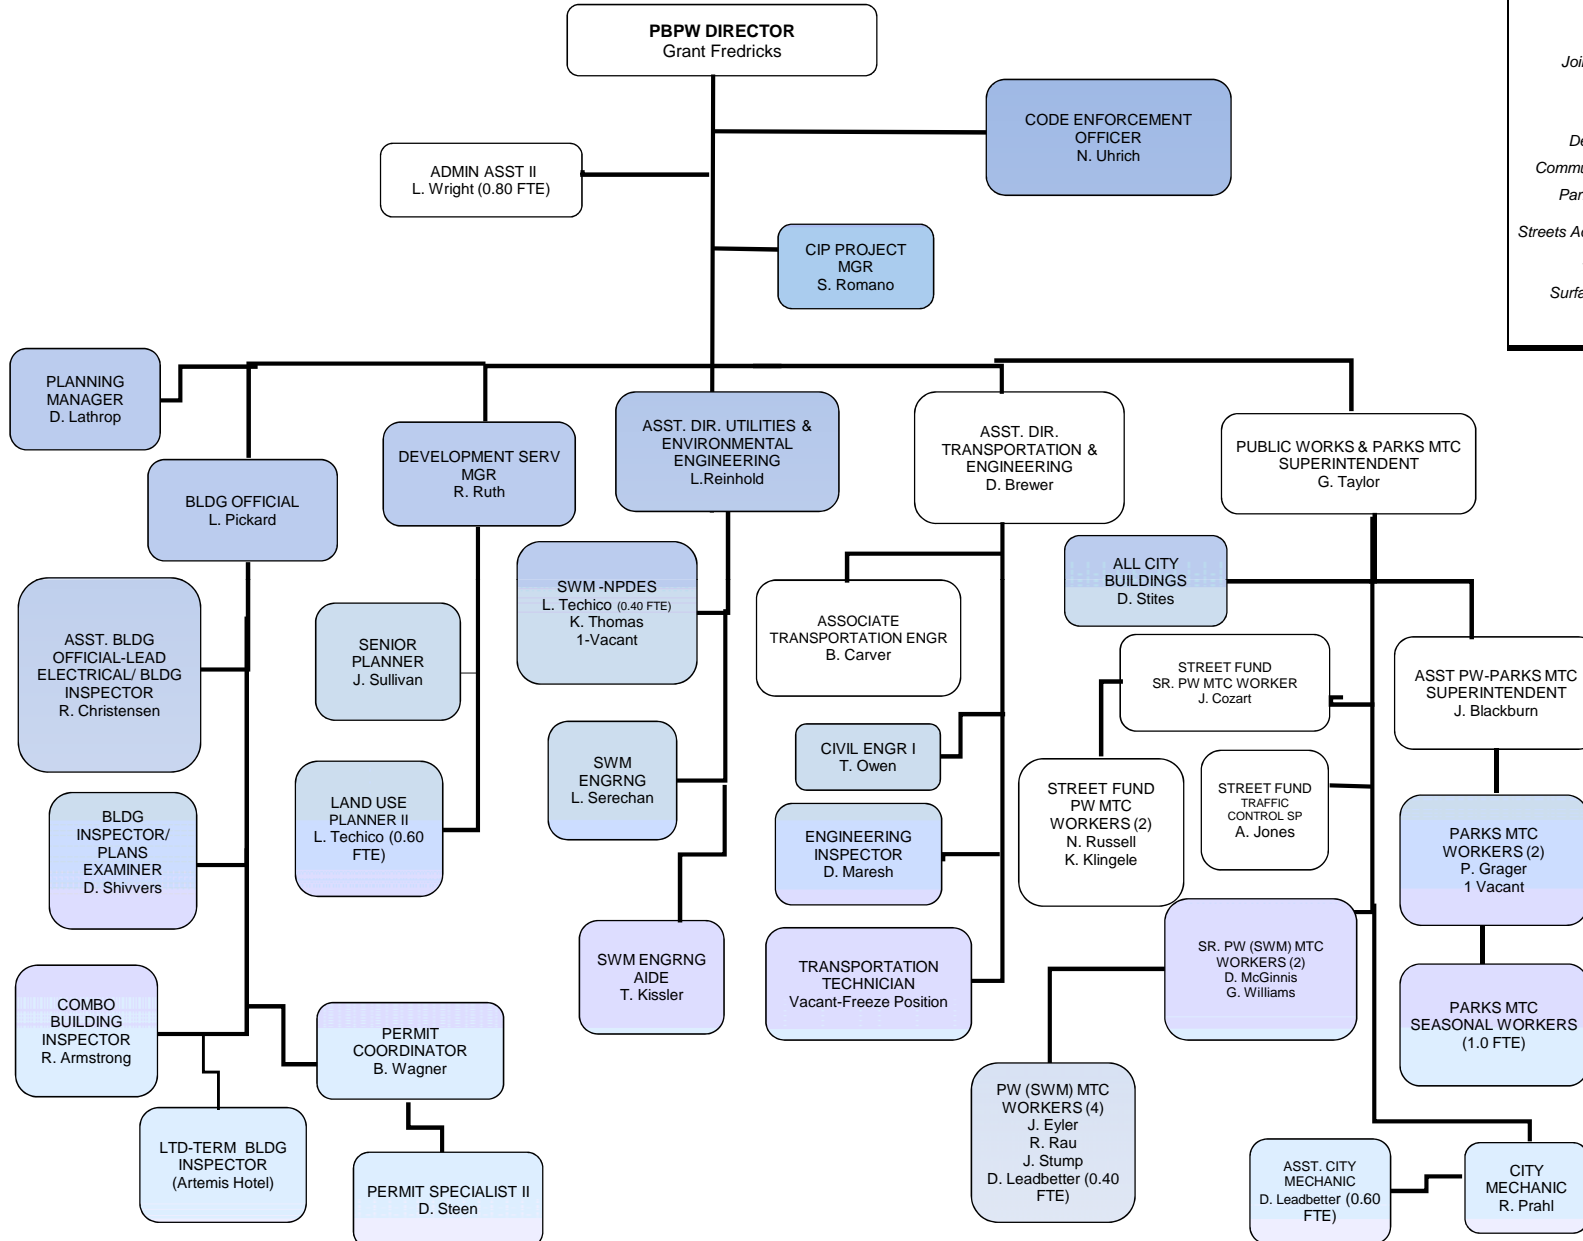 PBPW DIRECTOR
Grant Fredricks
CODE ENFORCEMENT
OFFICER
N. Uhrich
ADMIN ASST II
L. Wright (0.80 FTE)
CIP PROJECT
MGR
S. Romano
Streets
PLANNING
MANAGER
D. Lathrop
BLDG OFFICIAL
L. Pickard
DEVELOPMENT SERV
MGR
R. Ruth
ASST. DIR. UTILITIES &
ENVIRONMENTAL
ENGINEERING
L.Reinhold
ASST. DIR.
TRANSPORTATION &
ENGINEERING
D. Brewer
PUBLIC WORKS & PARKS MTC
SUPERINTENDENT
G. Taylor
ASST. BLDG
OFFICIAL-LEAD
ELECTRICAL/ BLDG
INSPECTOR
R. Christensen
SENIOR
PLANNER
J. Sullivan
SWM -NPDES
L. Techico (0.40 FTE)
K. Thomas
1-Vacant
ASSOCIATE
TRANSPORTATION ENGR
B. Carver
ALL CITY
BUILDINGS
D. Stites
STREET FUND
SR. PW MTC WORKER
J. Cozart
ASST PW-PARKS MTC
SUPERINTENDENT
J. Blackburn
BLDG
INSPECTOR/
PLANS
EXAMINER
D. Shivvers
LAND USE
PLANNER II
L. Techico (0.60
FTE)
SWM
ENGRNG
L. Serechan
CIVIL ENGR I
T. Owen
ENGINEERING
INSPECTOR
D. Maresh
STREET FUND
PW MTC
WORKERS (2)
N. Russell
K. Klingele
STREET FUND
TRAFFIC
CONTROL SP
A. Jones
PARKS MTC
WORKERS (2)
P. Grager
1 Vacant
COMBO
BUILDING
INSPECTOR
R. Armstrong
PERMIT
COORDINATOR
B. Wagner
SWM ENGRNG
AIDE
T. Kissler
TRANSPORTATION
TECHNICIAN
Vacant-Freeze Position
SR. PW (SWM) MTC
WORKERS (2)
D. McGinnis
G. Williams
PARKS MTC
SEASONAL WORKERS
(1.0 FTE)
LTD-TERM BLDG
INSPECTOR
(Artemis Hotel)
PERMIT SPECIALIST II
D. Steen
PW (SWM) MTC
WORKERS (4)
J. Eyler
R. Rau
J. Stump
D. Leadbetter (0.40
FTE)
ASST. CITY
MECHANIC
D. Leadbetter (0.60
FTE)
CITY
MECHANIC
R. Prahl